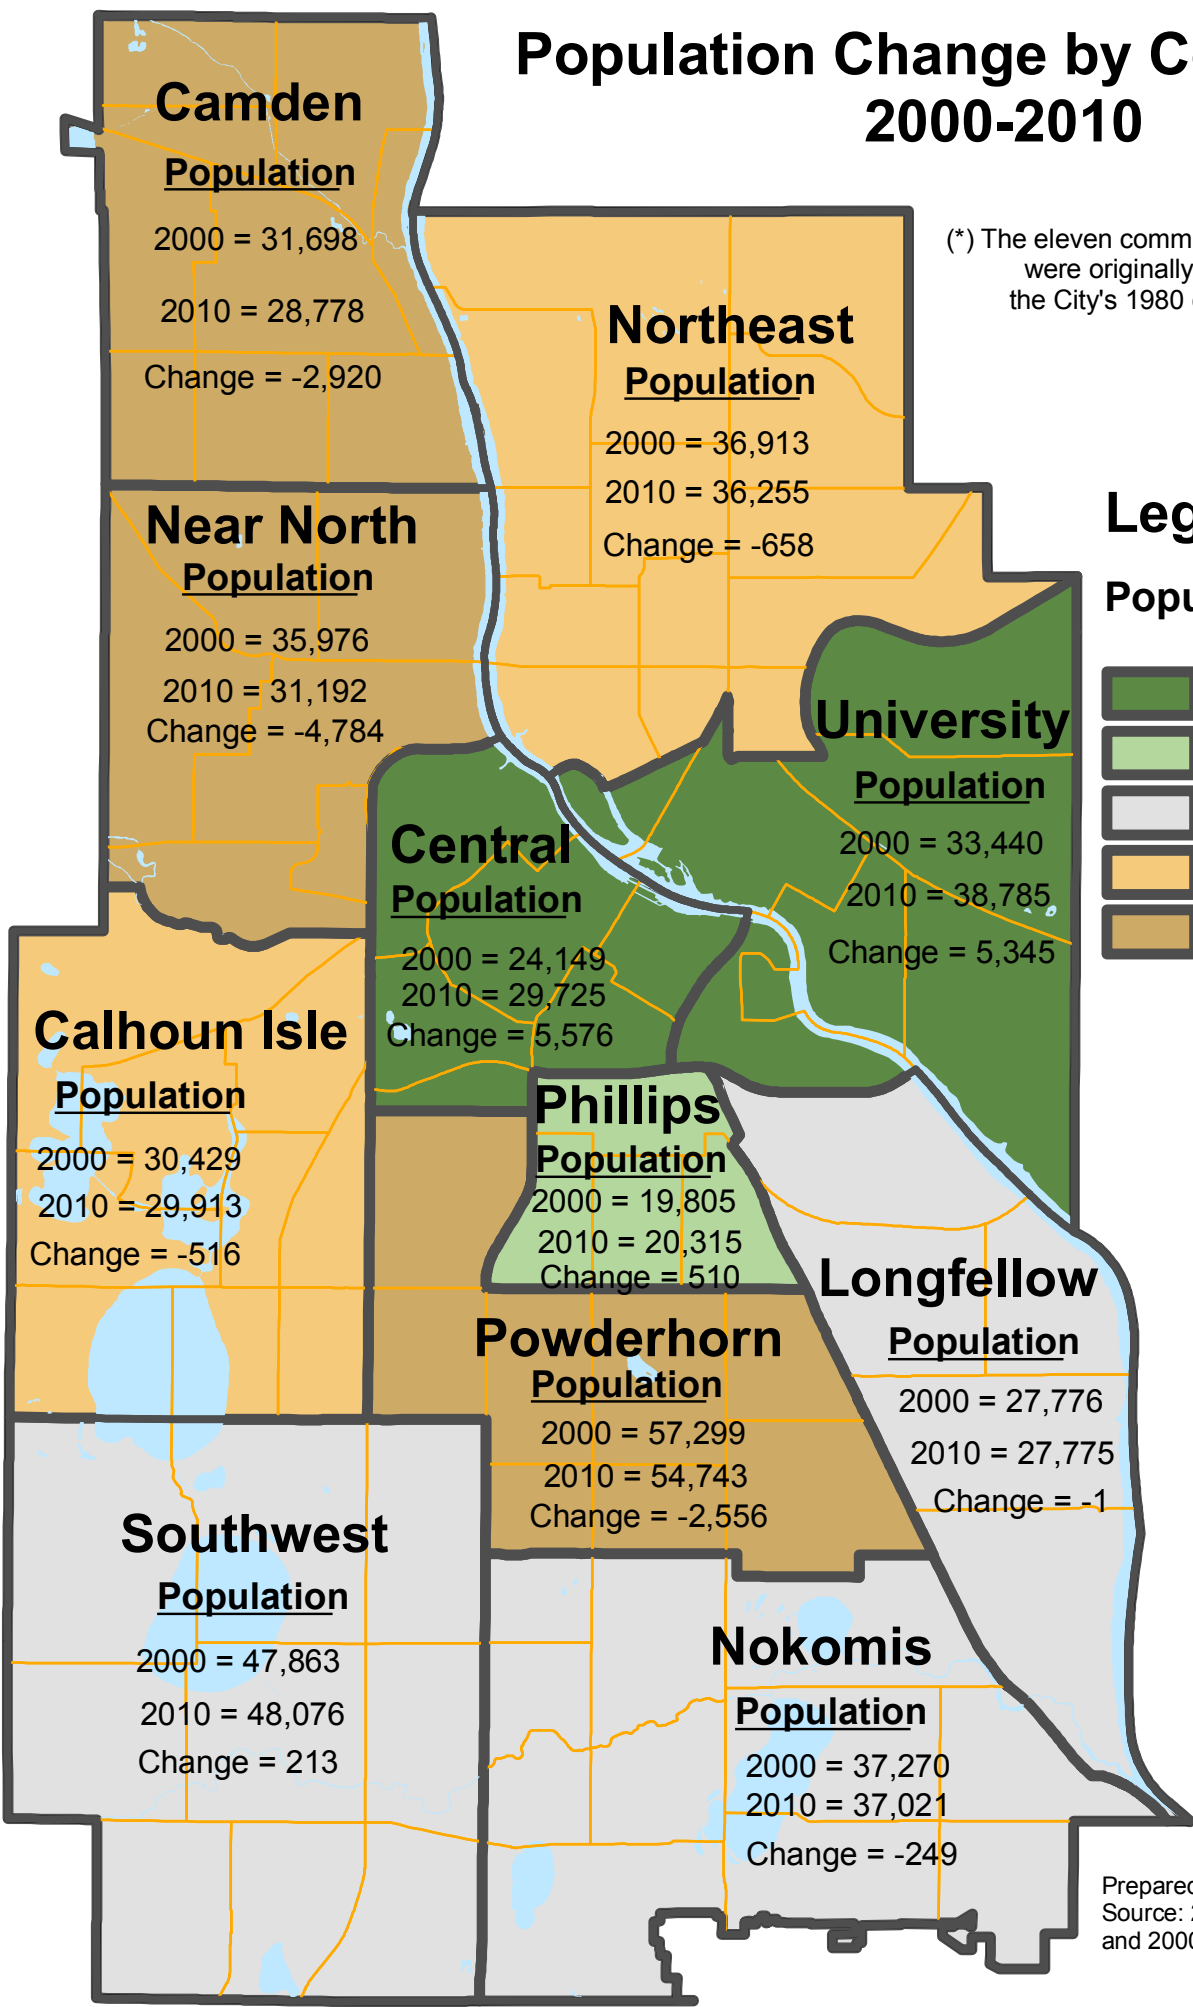 Population Change by C
2000-2010
(*) The eleven comm
were originally
the City's 1980
Camden
Population
2000 = 31,698
2010 = 28,778
Change = -2,920
Northeast
Population
2000 = 36,913
2010 = 36,255
Change = -658
Near North
Population
2000 = 35,976
2010 = 31,192
Change = -4,784
Leg
Popu
University
Population
2000 = 33,440
2010 = 38,785
Change = 5,345
Central
Population
2000 = 24,149
2010 = 29,725
Change = 5,576
Calhoun Isle
Population
2000 = 30,429
2010 = 29,913
Change = -516
Phillips
Population
2000 = 19,805
2010 = 20,315
Change = 510
Longfellow
Population
2000 = 27,776
2010 = 27,775
Change = -1
Powderhorn
Population
2000 = 57,299
2010 = 54,743
Change = -2,556
Southwest
Population
2000 = 47,863
2010 = 48,076
Change = 213
Nokomis
Population
2000 = 37,270
2010 = 37,021
Change = -249
Prepared
Source: 2
and 2000